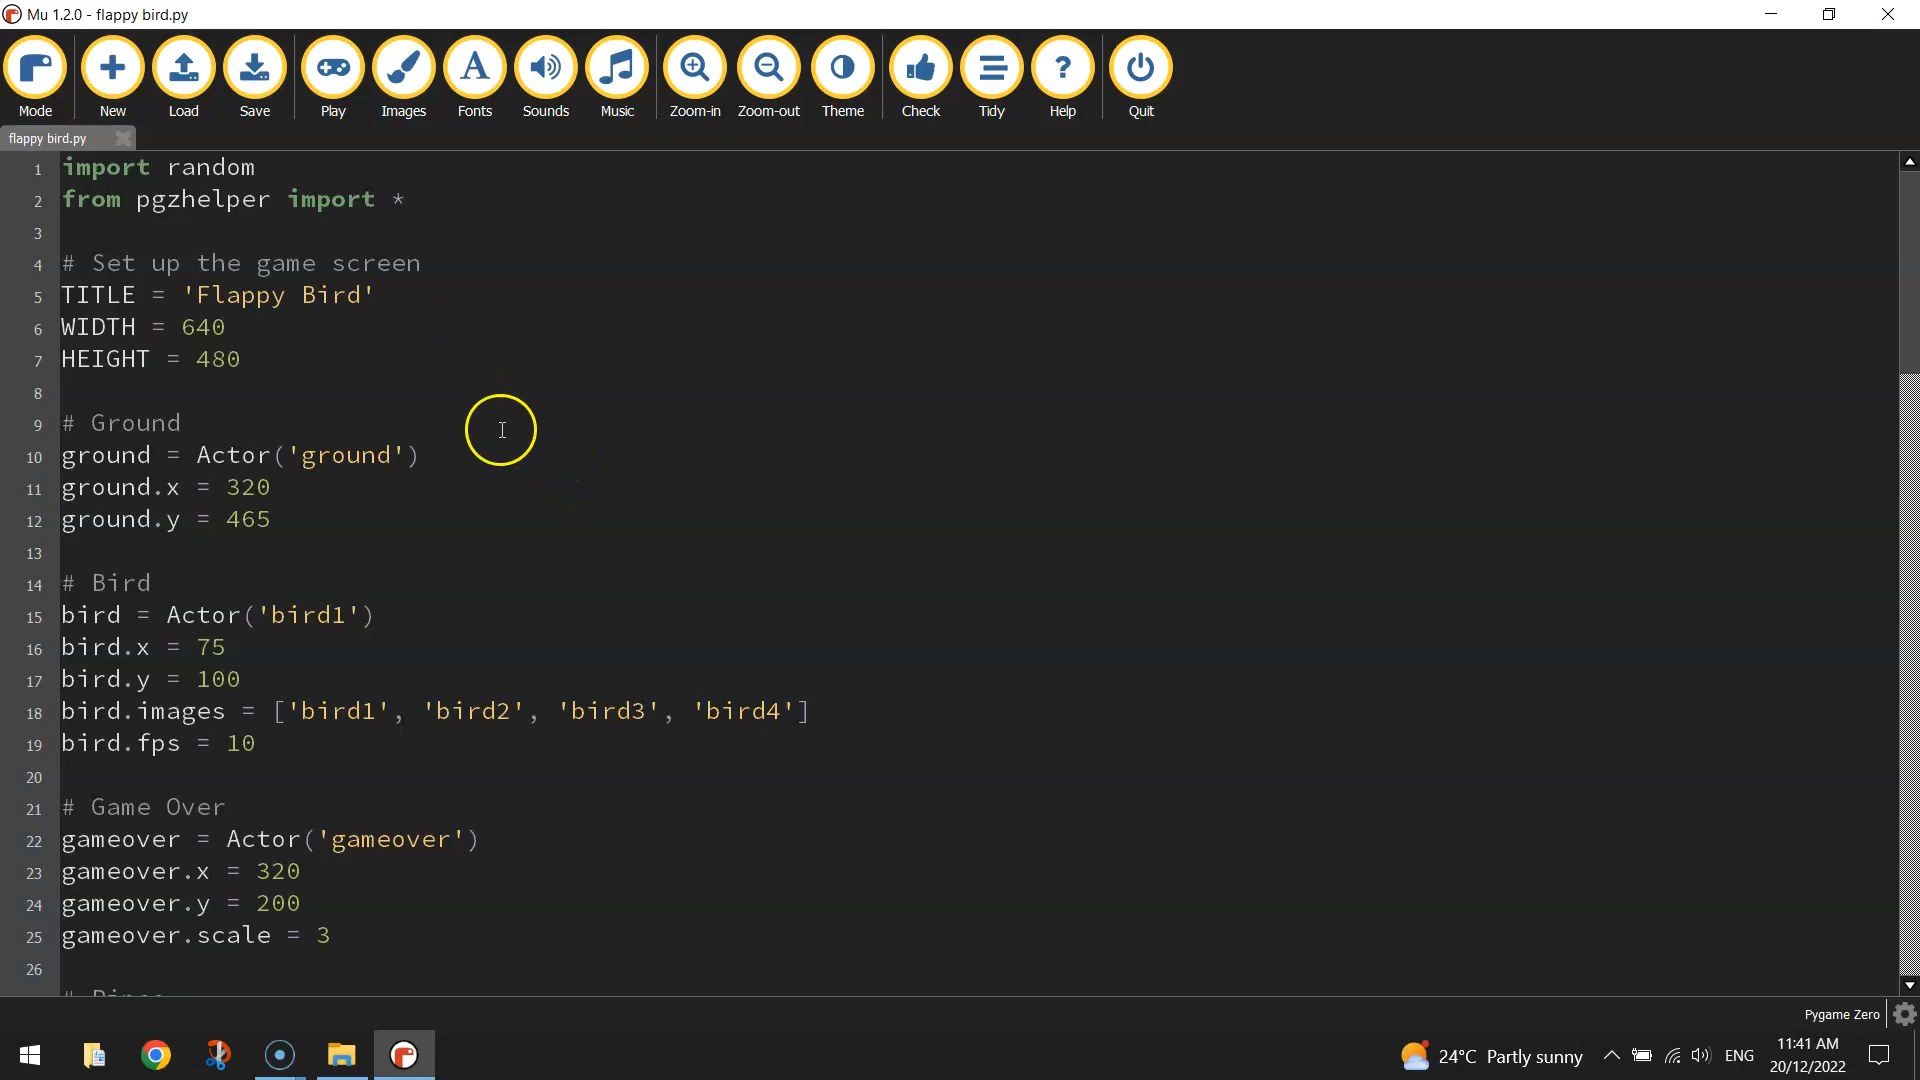 Mu 1.2.0 - flappy bird.py
Mode New Load Save Play Images Fonts Sounds Music Zoom-in Zoom-out Theme Check Tidy Help Quit
flappy bird.py
1 import random
2 from pgzhelper import *
3
4 # Set up the game screen
5 TITLE = 'Flappy Bird'
6 WIDTH = 640
7 HEIGHT = 480
8
9 # Ground
10 ground = Actor('ground')
11 ground.x = 320
12 ground.y = 465
13
14 # Bird
15 bird = Actor('bird1')
16 bird.x = 75
17 bird.y = 100
18 bird.images = ['bird1', 'bird2', 'bird3', 'bird4']
19 bird.fps = 10
20
21 # Game Over
22 gameover = Actor('gameover')
23 gameover.x = 320
24 gameover.y = 200
25 gameover.scale = 3
26
Pygame Zero
24°C Partly sunny
ENG
11:41 AM
20/12/2022